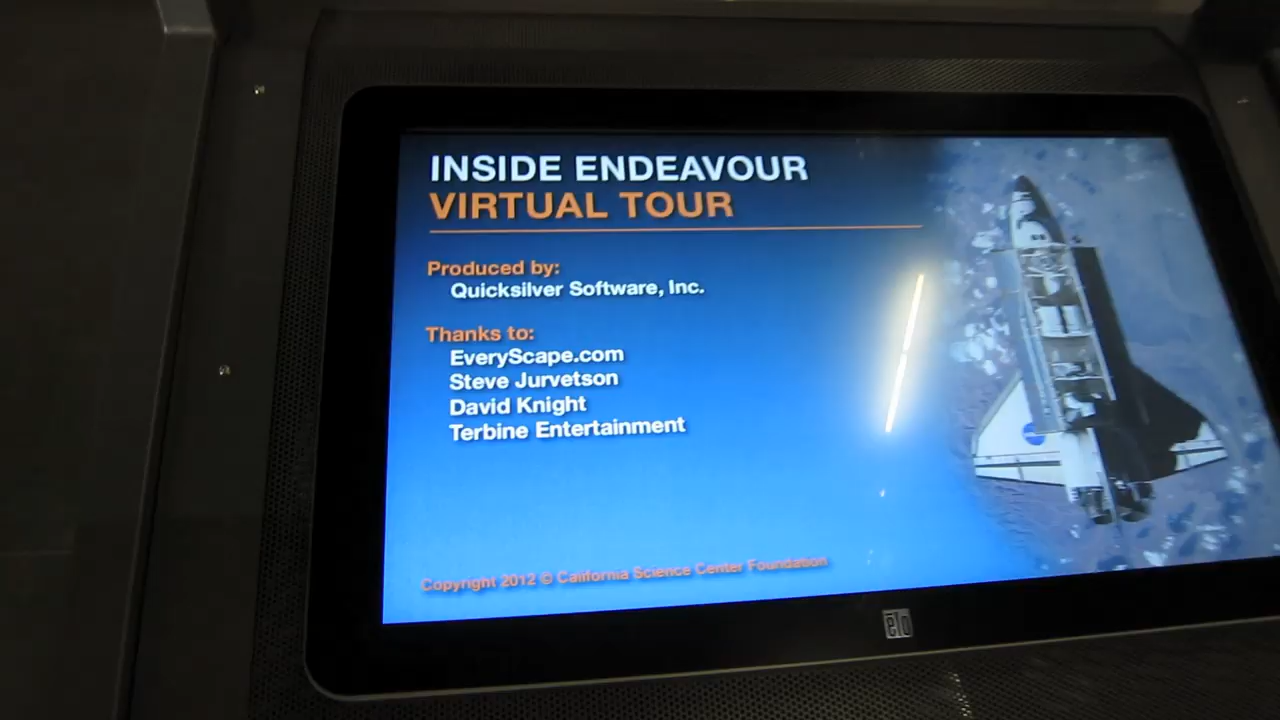 INSIDE ENDEAVOUR
VIRTUAL TOUR
Produced by:
Quicksilver Software, Inc.
Thanks to:
EveryScape.com
Steve Jurvetson
David Knight
Terbine Entertainment
Copyright 2012 © California Science Center Foundation
elo